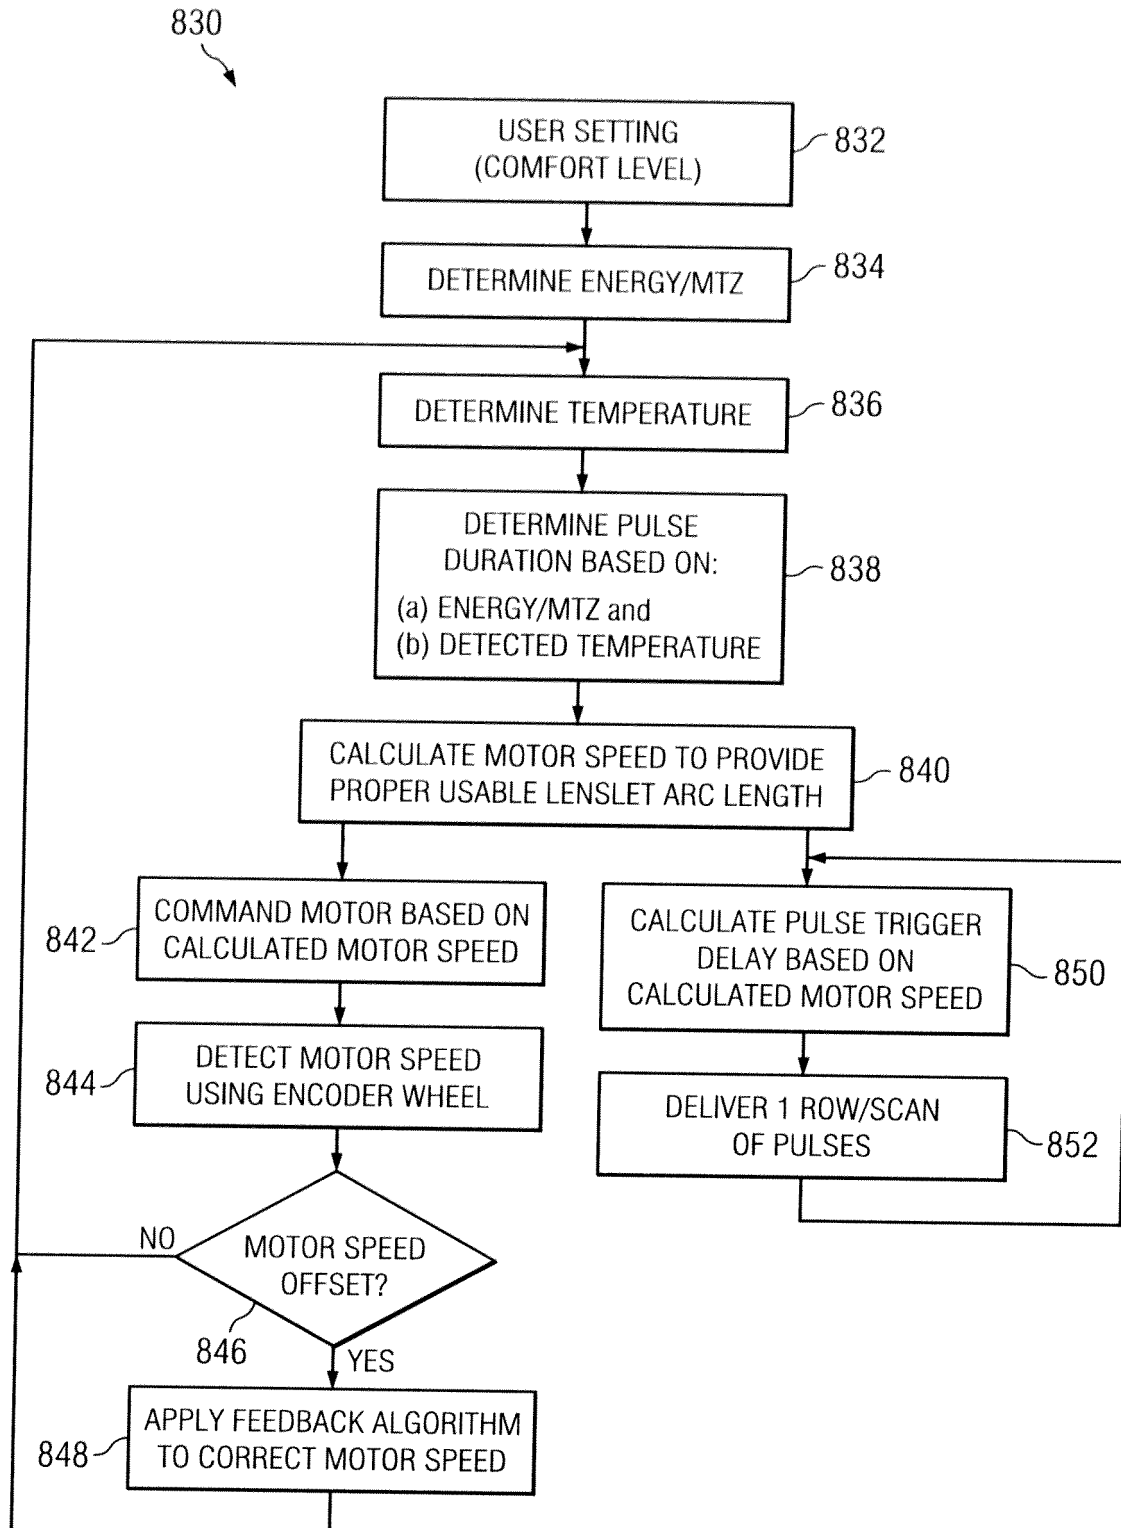 830
USER SETTING
(COMFORT LEVEL)
832
DETERMINE ENERGY/MTZ
834
DETERMINE TEMPERATURE
836
DETERMINE PULSE
DURATION BASED ON:
(a) ENERGY/MTZ and
(b) DETECTED TEMPERATURE
838
CALCULATE MOTOR SPEED TO PROVIDE
PROPER USABLE LENSLET ARC LENGTH
840
COMMAND MOTOR BASED ON
CALCULATED MOTOR SPEED
842
DETECT MOTOR SPEED
USING ENCODER WHEEL
844
MOTOR SPEED
OFFSET?
846
NO
YES
APPLY FEEDBACK ALGORITHM
TO CORRECT MOTOR SPEED
848
CALCULATE PULSE TRIGGER
DELAY BASED ON
CALCULATED MOTOR SPEED
850
DELIVER 1 ROW/SCAN
OF PULSES
852